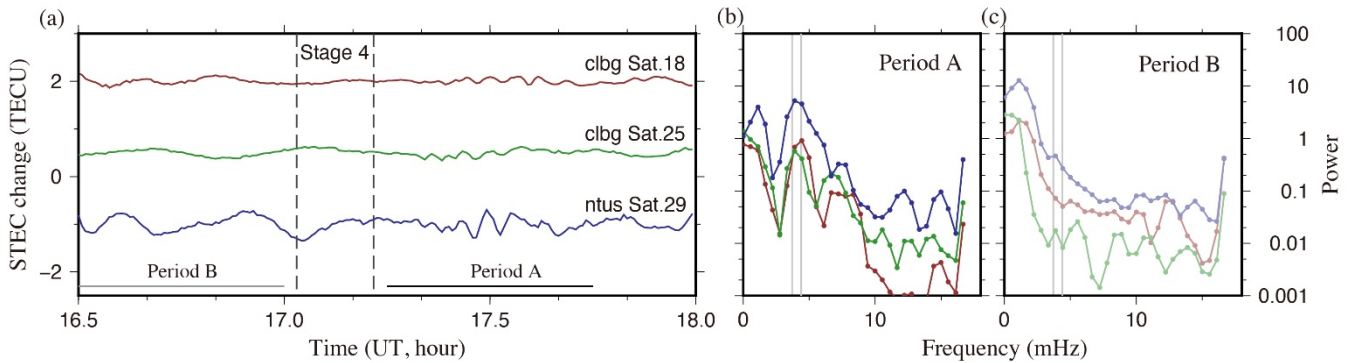 (a)
Stage 4
clbg Sat.18
clbg Sat.25
ntus Sat.29
Period B
Period A
STEC change (TECU)
2
0
−2
16.5 17.0 17.5 18.0
Time (UT, hour)
(b)
Period A
0 10
(c)
Period B
0 10
Frequency (mHz)
100
10
1
0.1
0.01
0.001
Power